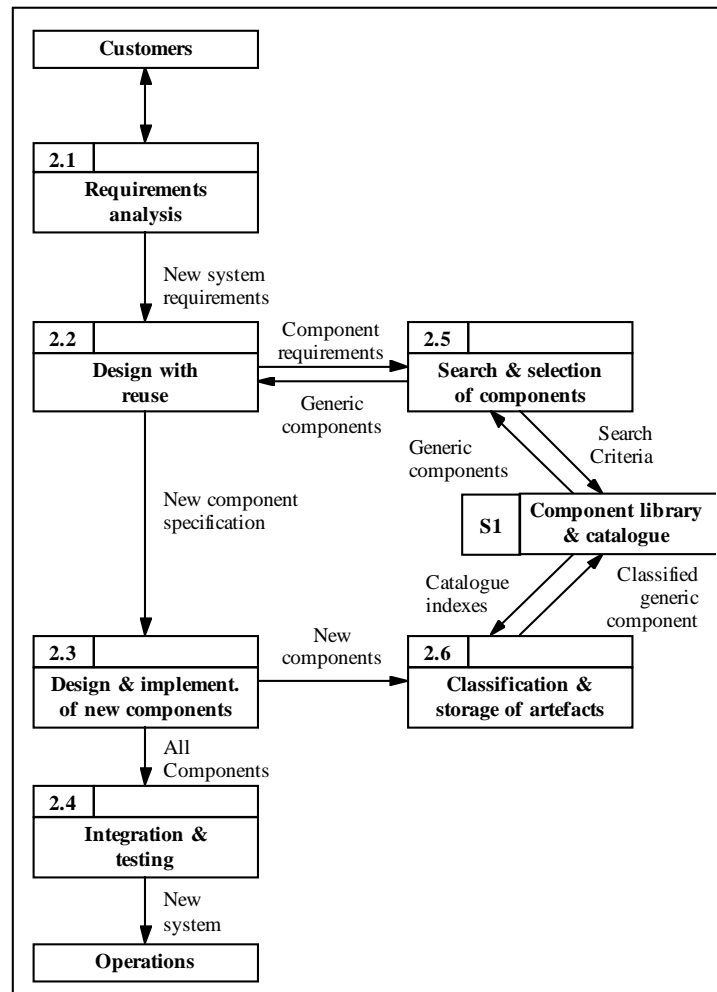 Customers
2.1
Requirements
analysis
New system
requirements
2.2
Design with
reuse
Component
requirements
Generic
components
2.5
Search & selection
of components
Generic
components
Search
Criteria
New component
specification
S1
Component library
& catalogue
Catalogue
indexes
Classified
generic
component
2.3
Design & implement.
of new components
New
components
2.6
Classification &
storage of artefacts
All
Components
2.4
Integration &
testing
New
system
Operations